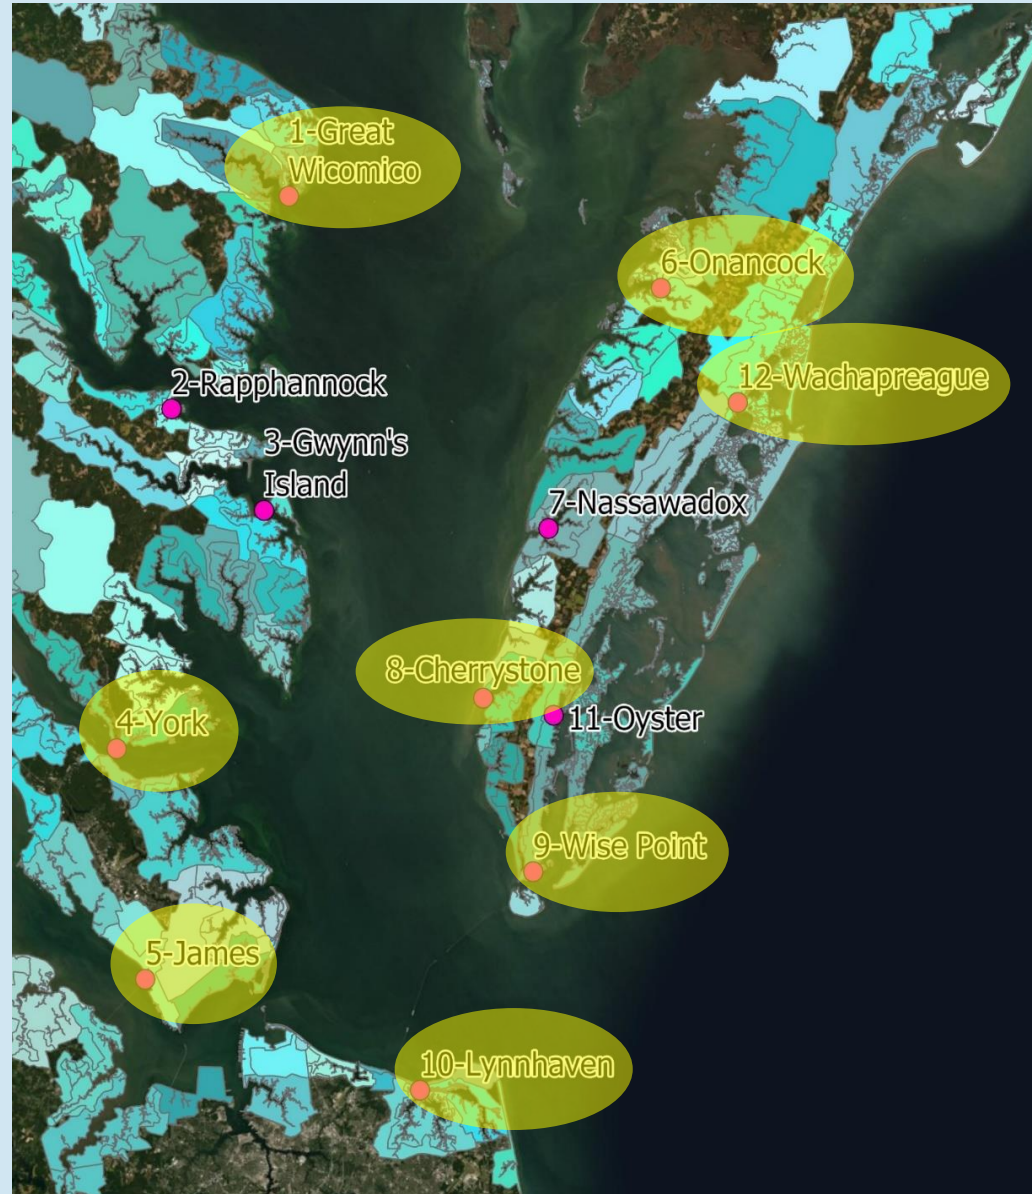 1-Great
Wicomico
6-Onancock
12-Wachapreague
2-Rapphannock
3-Gwynn's
Island
7-Nassawadox
8-Cherrystone
11-Oyster
4-York
9-Wise Point
5-James
10-Lynnhaven